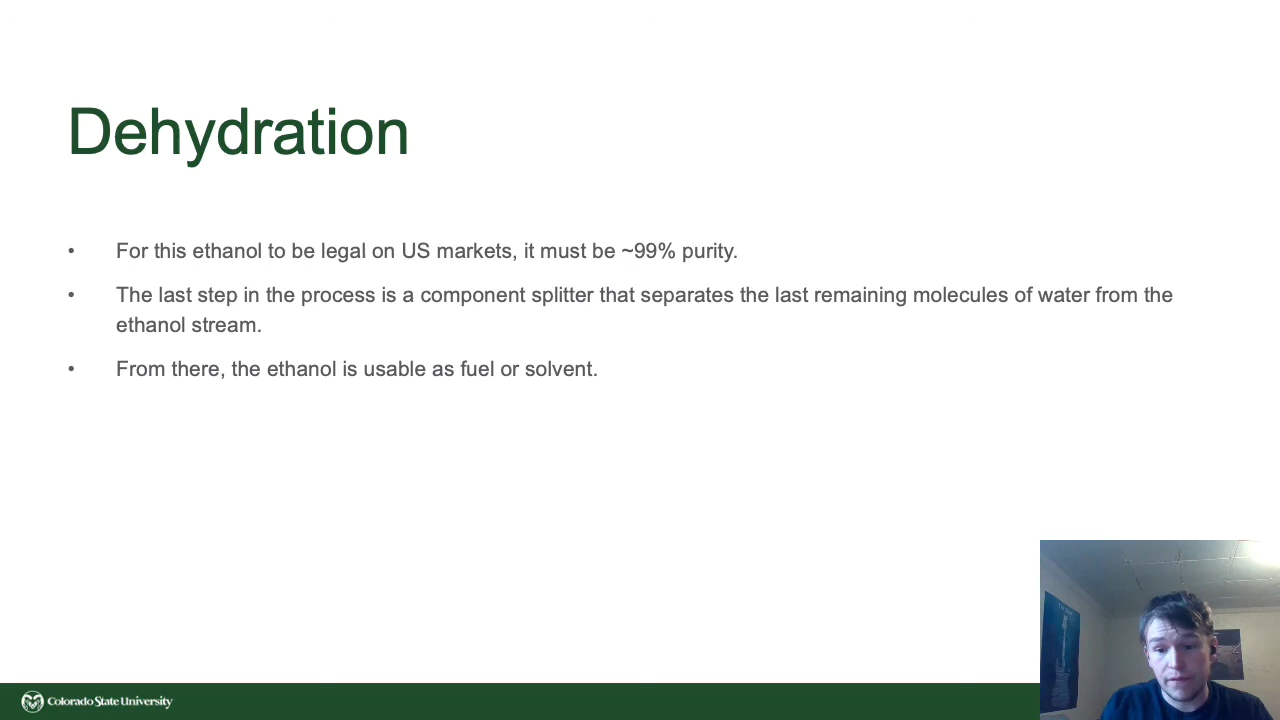 Dehydration
• For this ethanol to be legal on US markets, it must be ~99% purity.
• The last step in the process is a component splitter that separates the last remaining molecules of water from the
ethanol stream.
• From there, the ethanol is usable as fuel or solvent.
Colorado State University